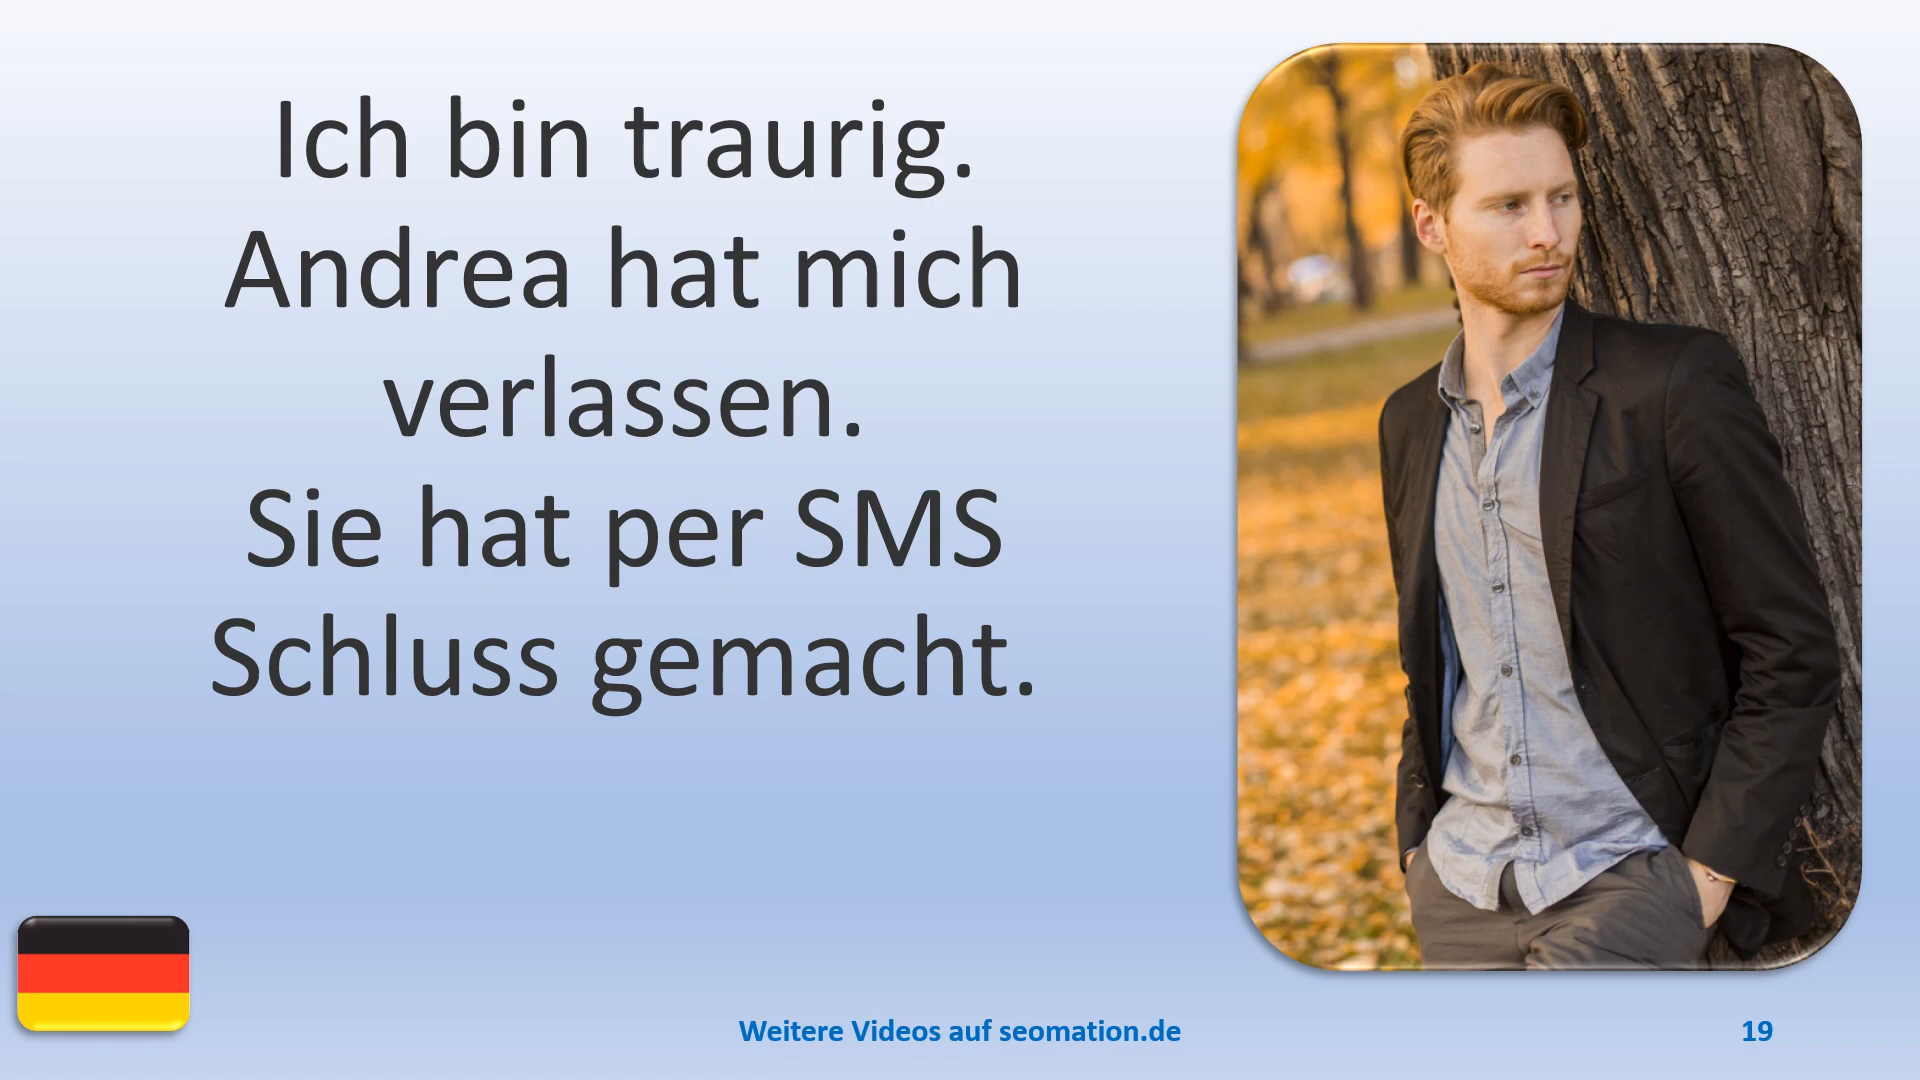 Ich bin traurig.
Andrea hat mich
verlassen.
Sie hat per SMS
Schluss gemacht.
Weitere Videos auf seomation.de
19